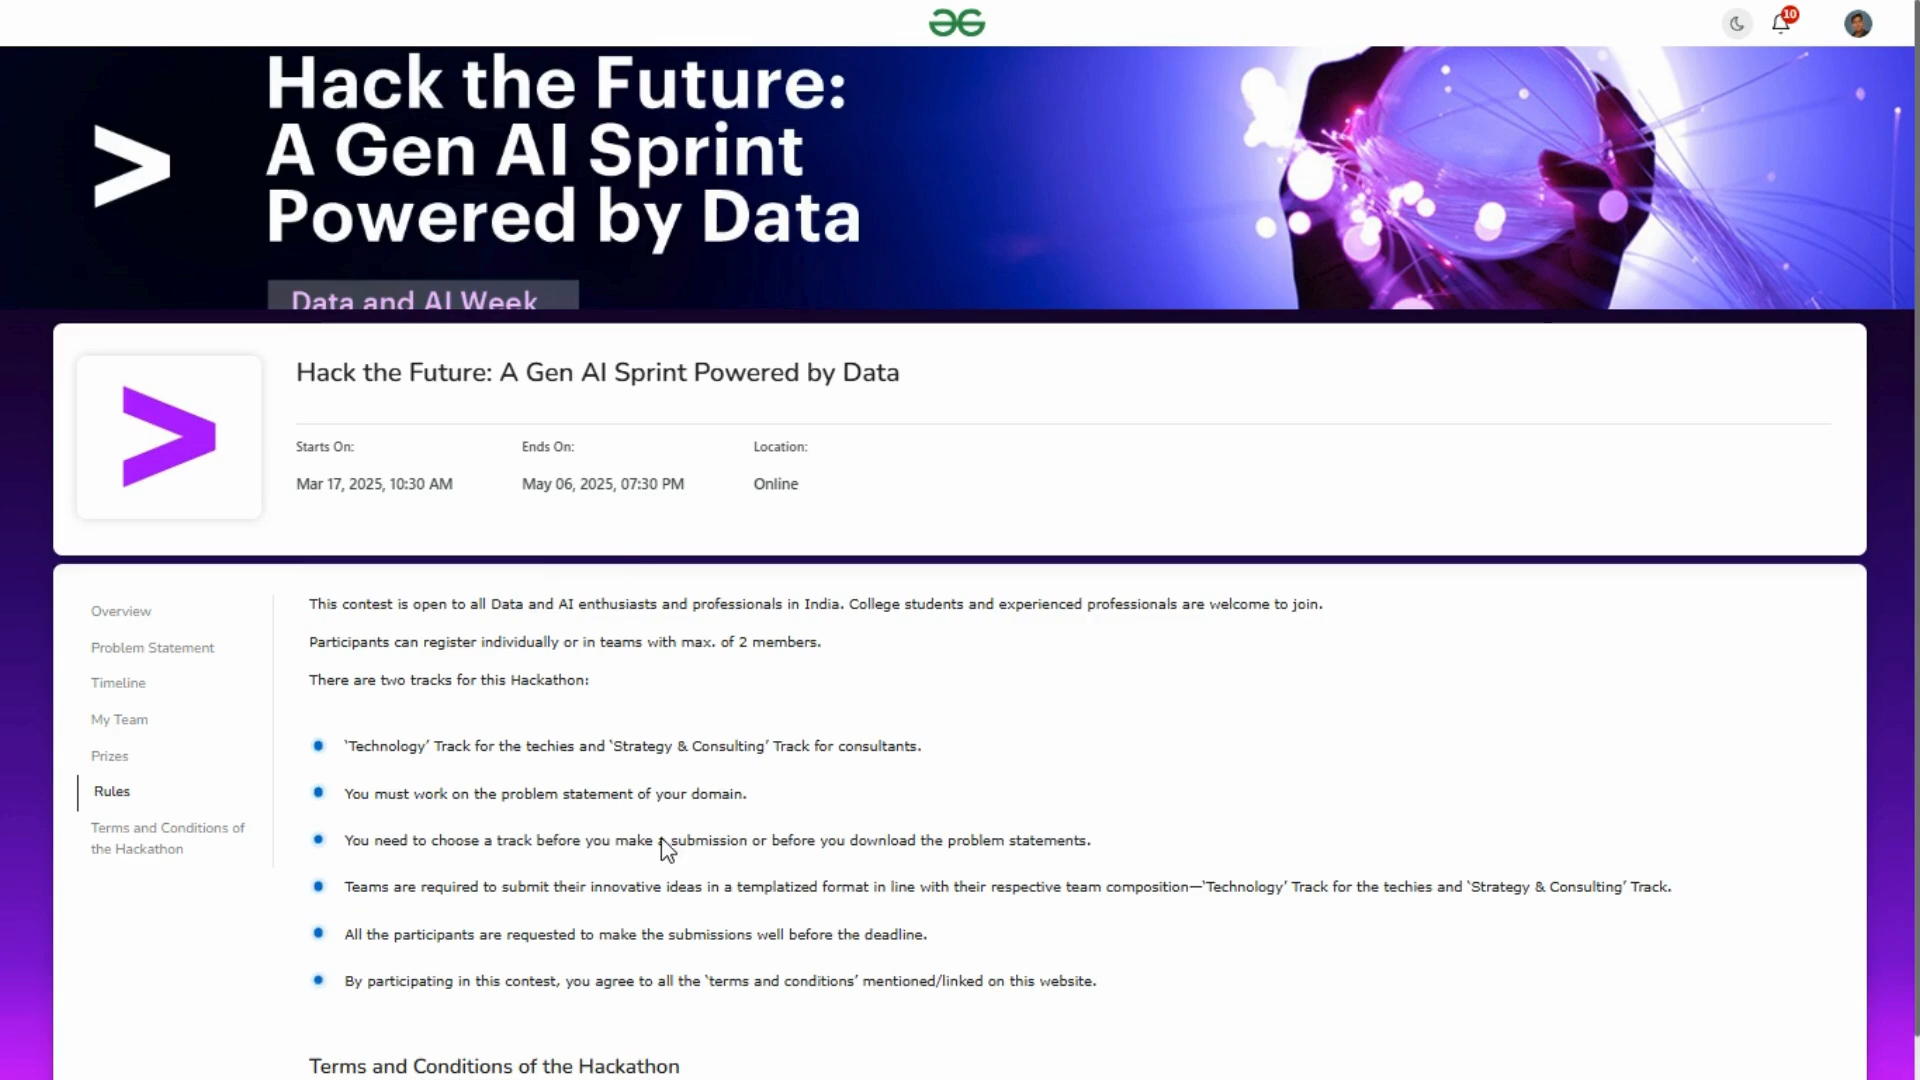 10
Hack the Future:
A Gen AI Sprint
Powered by Data
Data and AI Week
Hack the Future: A Gen AI Sprint Powered by Data
Starts On:
Ends On:
Location:
Mar 17, 2025, 10:30 AM
May 06, 2025, 07:30 PM
Online
Overview
Problem Statement
Timeline
My Team
Prizes
Rules
Terms and Conditions of
the Hackathon
This contest is open to all Data and AI enthusiasts and professionals in India. College students and experienced professionals are welcome to join.
Participants can register individually or in teams with max. of 2 members.
There are two tracks for this Hackathon:
‘Technology’ Track for the techies and ‘Strategy & Consulting’ Track for consultants.
You must work on the problem statement of your domain.
You need to choose a track before you make a submission or before you download the problem statements.
Teams are required to submit their innovative ideas in a templatized format in line with their respective team composition—‘Technology’ Track for the techies and ‘Strategy & Consulting’ Track.
All the participants are requested to make the submissions well before the deadline.
By participating in this contest, you agree to all the ‘terms and conditions’ mentioned/linked on this website.
Terms and Conditions of the Hackathon